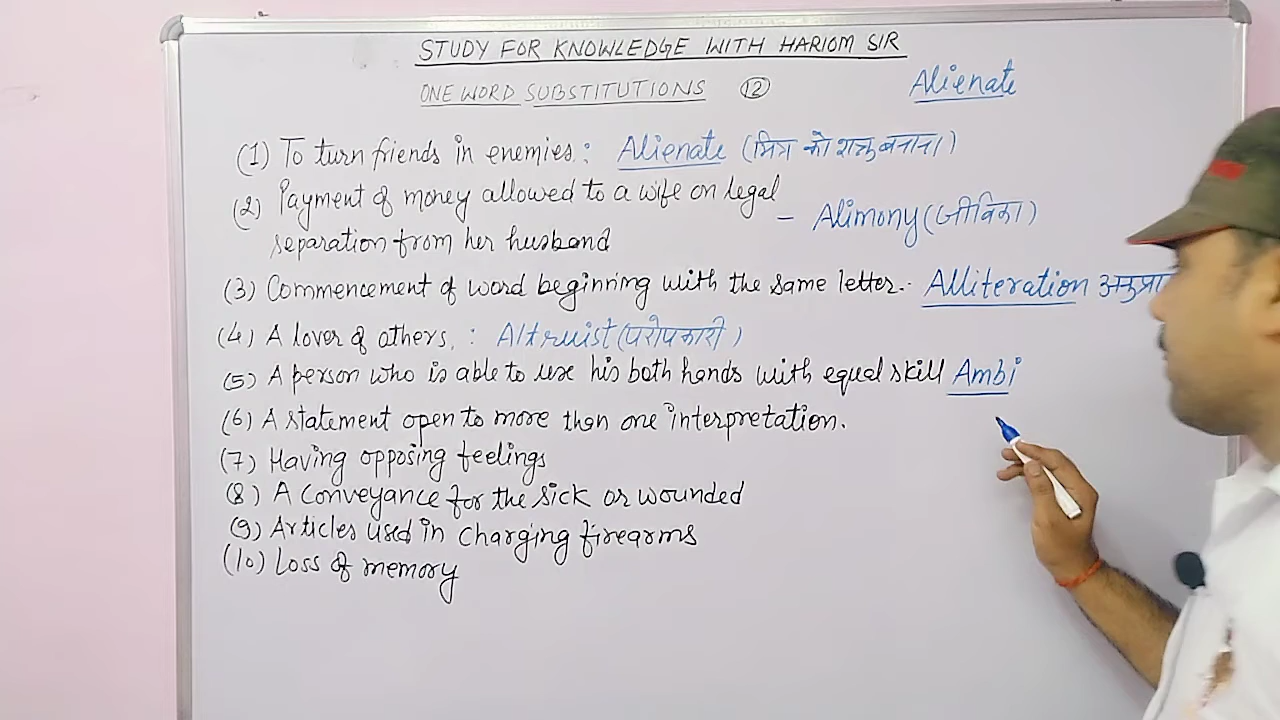 STUDY FOR KNOWLEDGE WITH HARIOM SIR
ONE WORD SUBSTITUTIONS (12)
Alienate
(1) To turn friends in enemies: Alienate (मित्र को शत्रु बनाना)
(2) Payment of money allowed to a wife on legal
separation from her husband - Alimony (जीविका)
(3) Commencement of word beginning with the same letter.. Alliteration अनुप्रा
(4) A lover of others. : Altruist (परोपकारी)
(5) A person who is able to use his both hands with equal skill Ambi
(6) A statement open to more than one interpretation.
(7) Having opposing feelings
(8) A conveyance for the sick or wounded
(9) Articles used in charging firearms
(10) Loss of memory